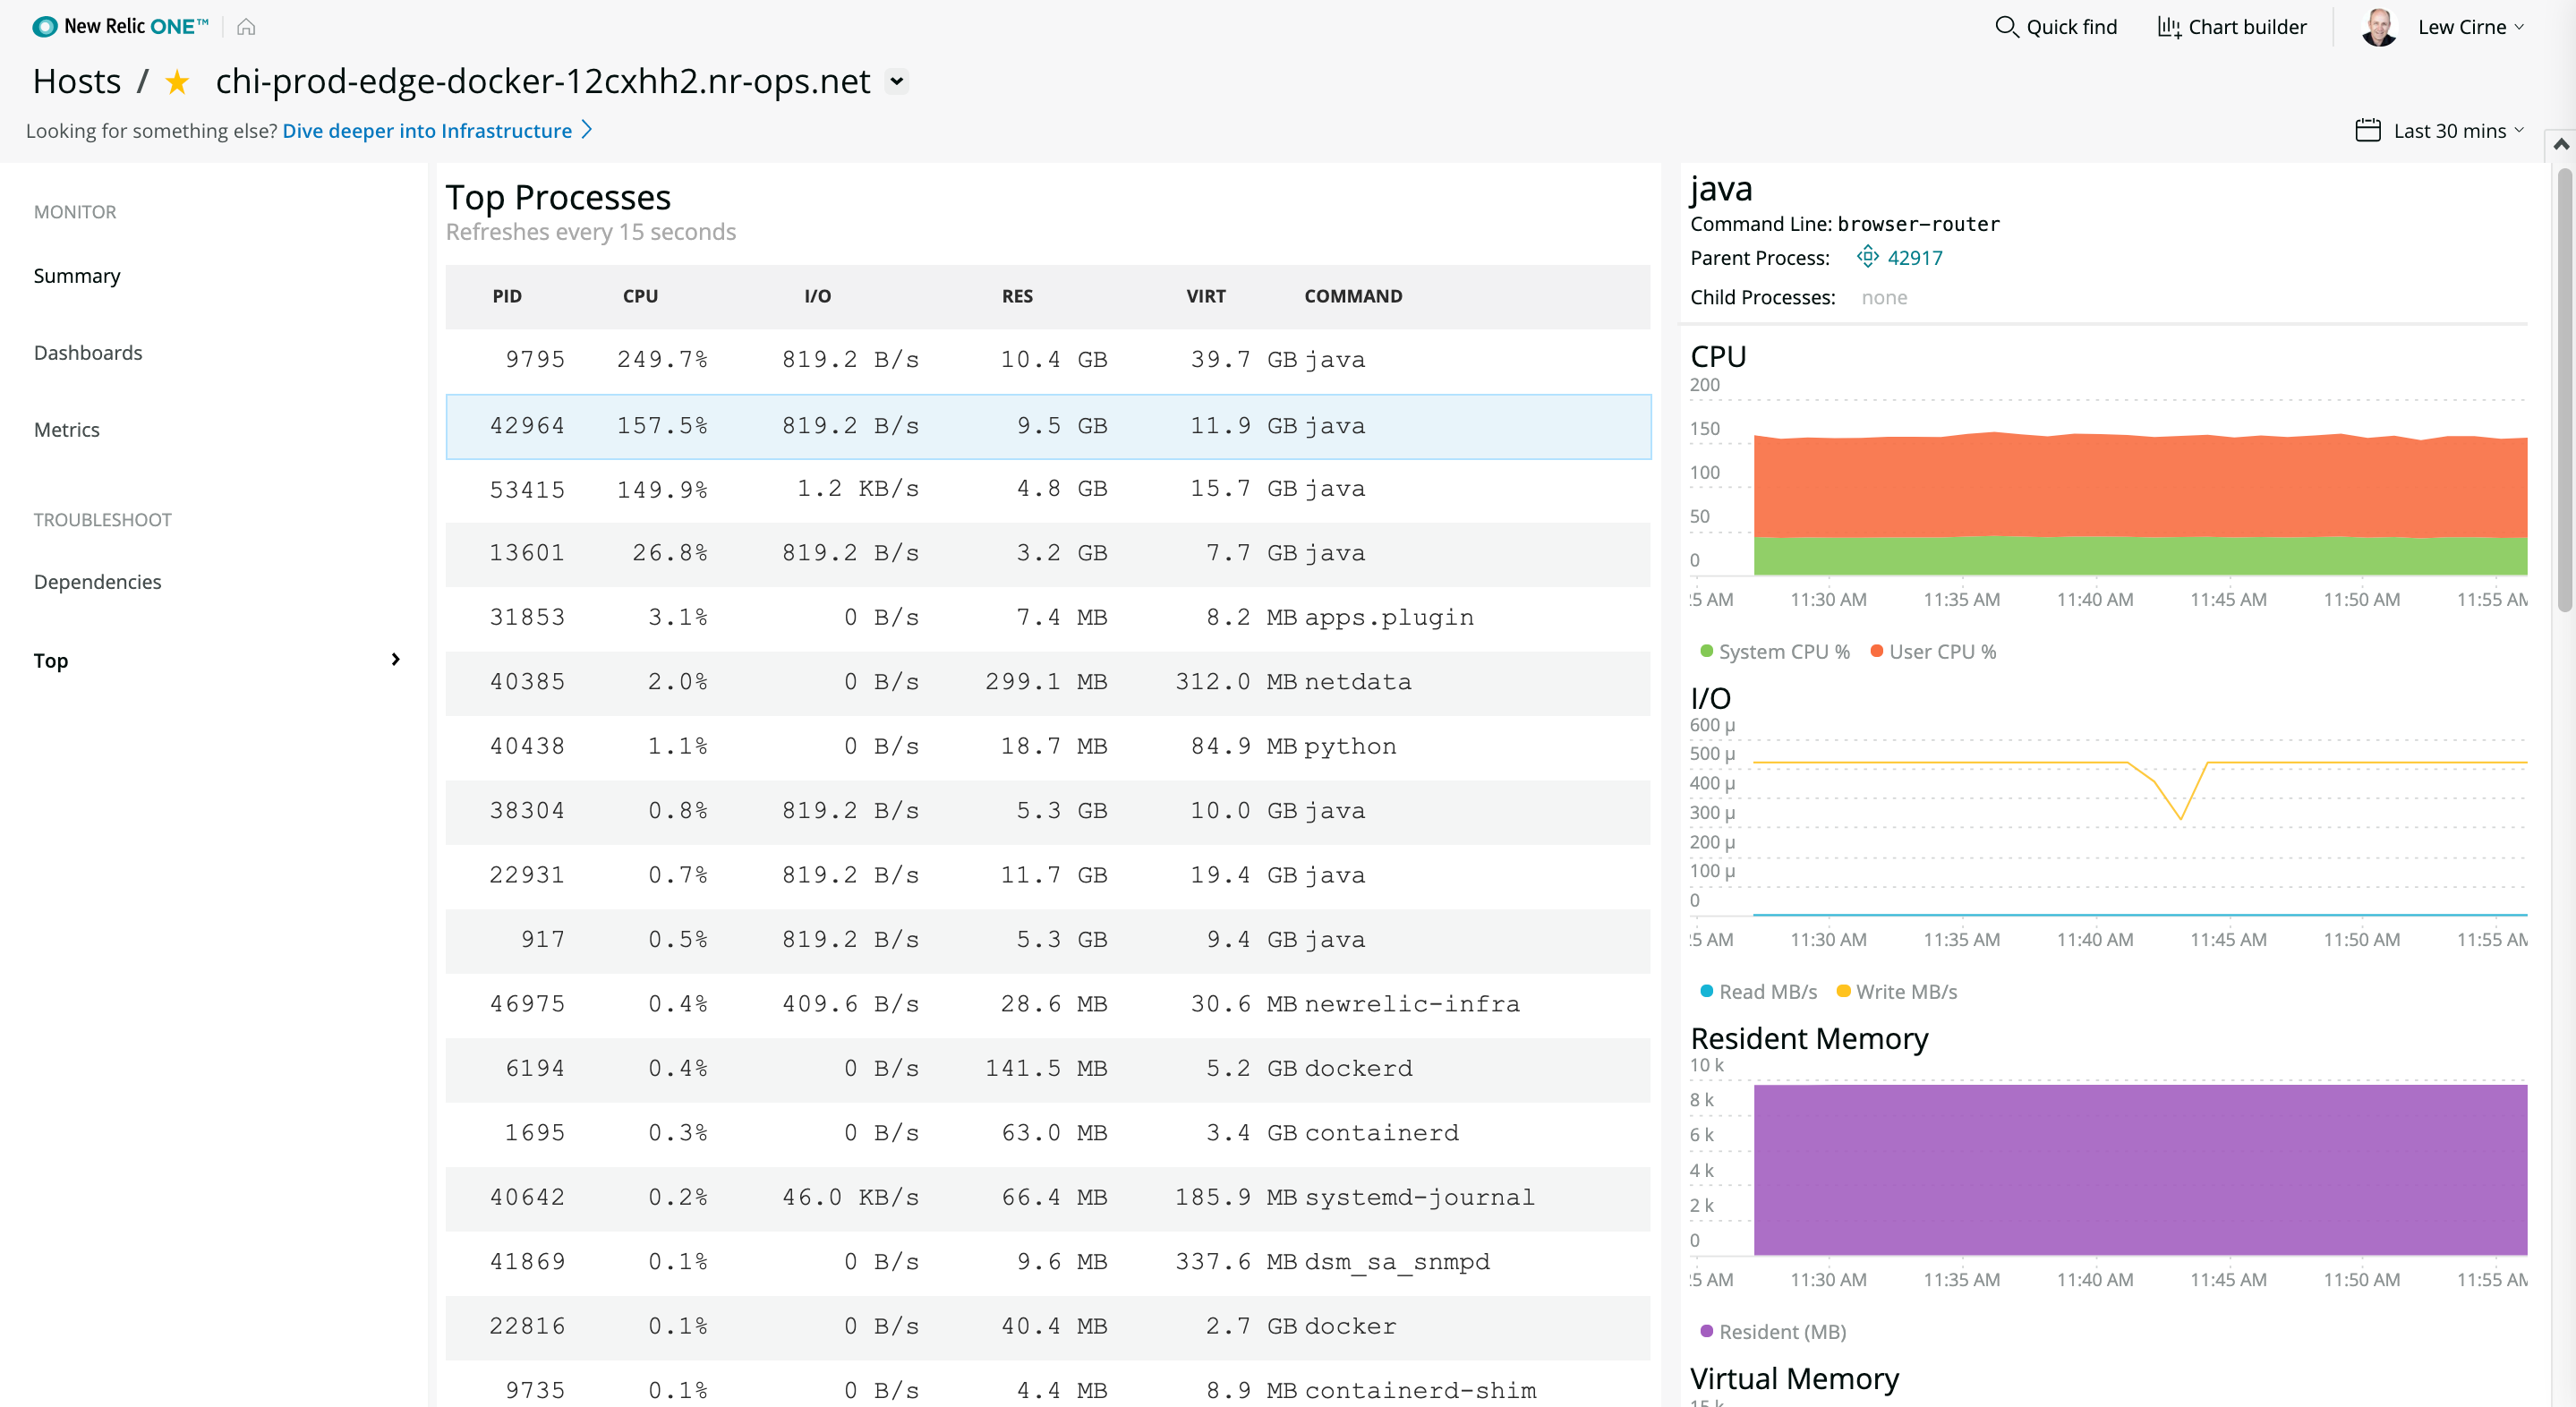 New Relic ONE™
Quick find
Chart builder
Lew Cirne
Hosts / chi-prod-edge-docker-12cxhh2.nr-ops.net
Looking for something else? Dive deeper into Infrastructure
Last 30 mins
MONITOR
Summary
Dashboards
Metrics
TROUBLESHOOT
Dependencies
Top
Top Processes
Refreshes every 15 seconds
PID CPU I/O RES VIRT COMMAND
9795 249.7% 819.2 B/s 10.4 GB 39.7 GB java
42964 157.5% 819.2 B/s 9.5 GB 11.9 GB java
53415 149.9% 1.2 KB/s 4.8 GB 15.7 GB java
13601 26.8% 819.2 B/s 3.2 GB 7.7 GB java
31853 3.1% 0 B/s 7.4 MB 8.2 MB apps.plugin
40385 2.0% 0 B/s 299.1 MB 312.0 MB netdata
40438 1.1% 0 B/s 18.7 MB 84.9 MB python
38304 0.8% 819.2 B/s 5.3 GB 10.0 GB java
22931 0.7% 819.2 B/s 11.7 GB 19.4 GB java
917 0.5% 819.2 B/s 5.3 GB 9.4 GB java
46975 0.4% 409.6 B/s 28.6 MB 30.6 MB newrelic-infra
6194 0.4% 0 B/s 141.5 MB 5.2 GB dockerd
1695 0.3% 0 B/s 63.0 MB 3.4 GB containerd
40642 0.2% 46.0 KB/s 66.4 MB 185.9 MB systemd-journal
41869 0.1% 0 B/s 9.6 MB 337.6 MB dsm_sa_snmpd
22816 0.1% 0 B/s 40.4 MB 2.7 GB docker
9735 0.1% 0 B/s 4.4 MB 8.9 MB containerd-shim
java
Command Line: browser-router
Parent Process: 42917
Child Processes: none
CPU
200
150
100
50
0
:5 AM 11:30 AM 11:35 AM 11:40 AM 11:45 AM 11:50 AM 11:55 AM
System CPU % User CPU %
I/O
600 µ
500 µ
400 µ
300 µ
200 µ
100 µ
0
:5 AM 11:30 AM 11:35 AM 11:40 AM 11:45 AM 11:50 AM 11:55 AM
Read MB/s Write MB/s
Resident Memory
10 k
8 k
6 k
4 k
2 k
0
:5 AM 11:30 AM 11:35 AM 11:40 AM 11:45 AM 11:50 AM 11:55 AM
Resident (MB)
Virtual Memory
15 k